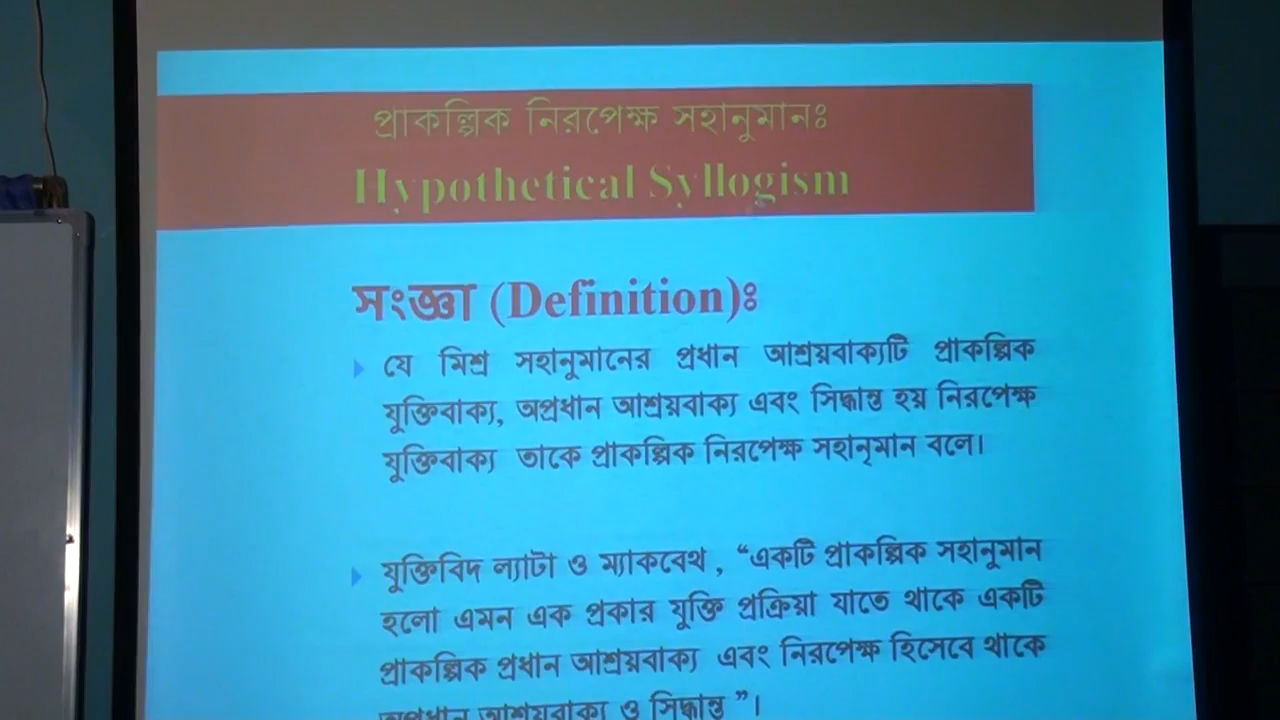 প্রাকল্পিক নিরপেক্ষ সহানুমানঃ
Hypothetical Syllogism
সংজ্ঞা (Definition)ঃ
যে মিশ্র সহানুমানের প্রধান আশ্রয়বাক্যটি প্রাকল্পিক
যুক্তিবাক্য, অপ্রধান আশ্রয়বাক্য এবং সিদ্ধান্ত হয় নিরপেক্ষ
যুক্তিবাক্য তাকে প্রাকল্পিক নিরপেক্ষ সহানুমান বলে।
যুক্তিবিদ ল্যাটা ও ম্যাকবেথ , “একটি প্রাকল্পিক সহানুমান
হলো এমন এক প্রকার যুক্তি প্রক্রিয়া যাতে থাকে একটি
প্রাকল্পিক প্রধান আশ্রয়বাক্য এবং নিরপেক্ষ হিসেবে থাকে
অপ্রধান আশ্রয়বাক্য ও সিদ্ধান্ত ”।